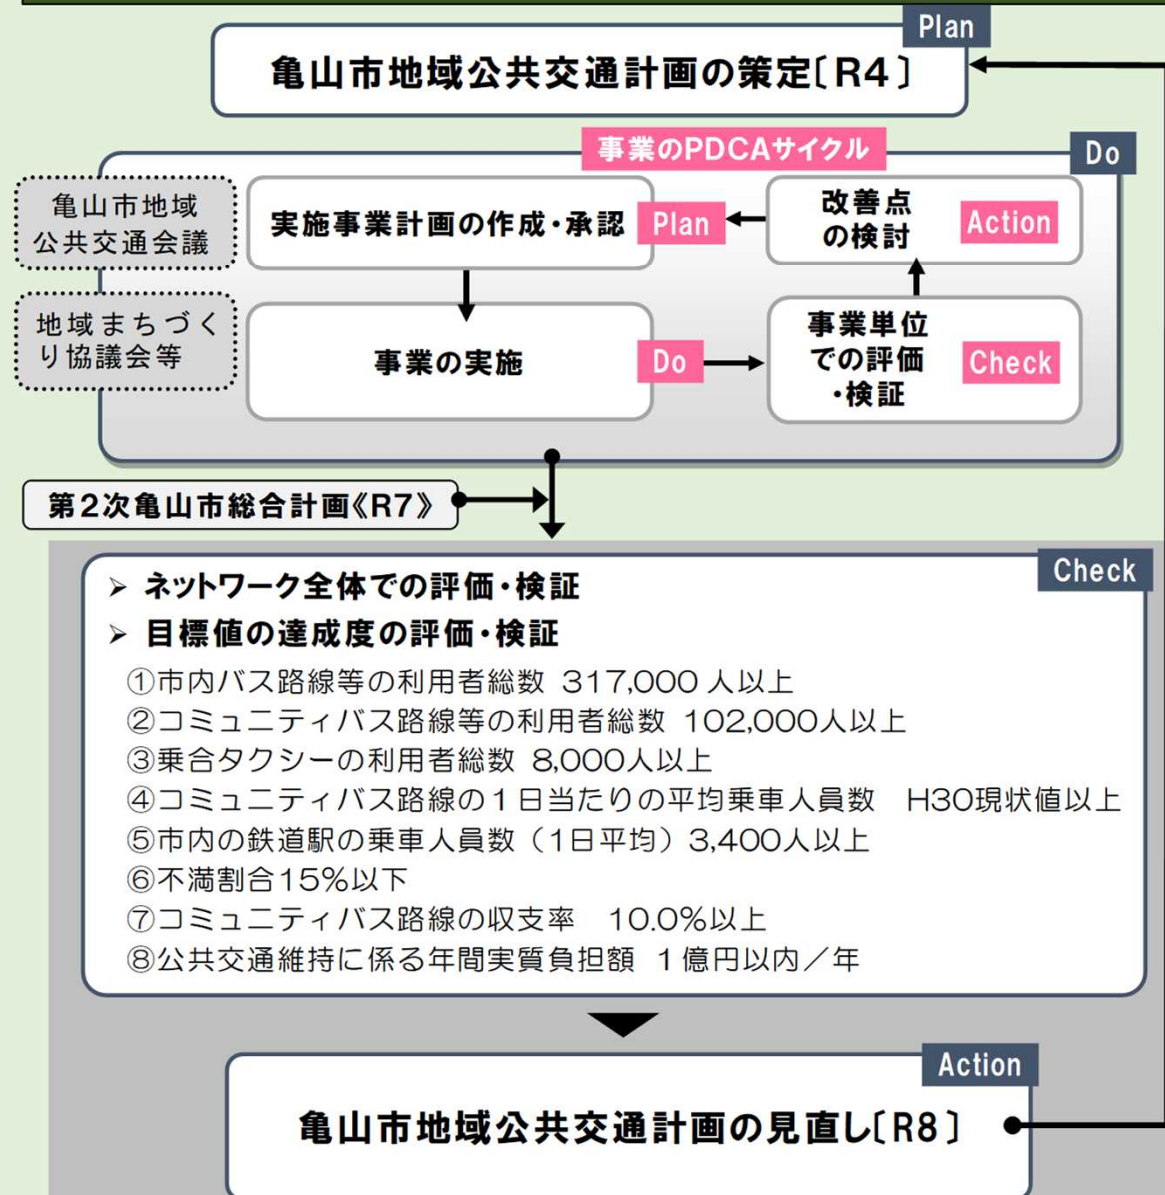 Plan
亀山市地域公共交通計画の策定〔R4〕
事業のPDCAサイクル
Do
亀山市地域
公共交通会議
実施事業計画の作成・承認
Plan
改善点
の検討
Action
地域まちづく
り協議会等
事業の実施
Do
事業単位
での評価
・検証
Check
第2次亀山市総合計画《R7》
Check
➢ ネットワーク全体での評価・検証
➢ 目標値の達成度の評価・検証
①市内バス路線等の利用者総数 317,000 人以上
②コミュニティバス路線等の利用者総数 102,000人以上
③乗合タクシーの利用者総数 8,000人以上
④コミュニティバス路線の1日当たりの平均乗車人員数 H30現状値以上
⑤市内の鉄道駅の乗車人員数（1日平均）3,400人以上
⑥不満割合15%以下
⑦コミュニティバス路線の収支率 10.0%以上
⑧公共交通維持に係る年間実質負担額 1億円以内／年
Action
亀山市地域公共交通計画の見直し〔R8〕